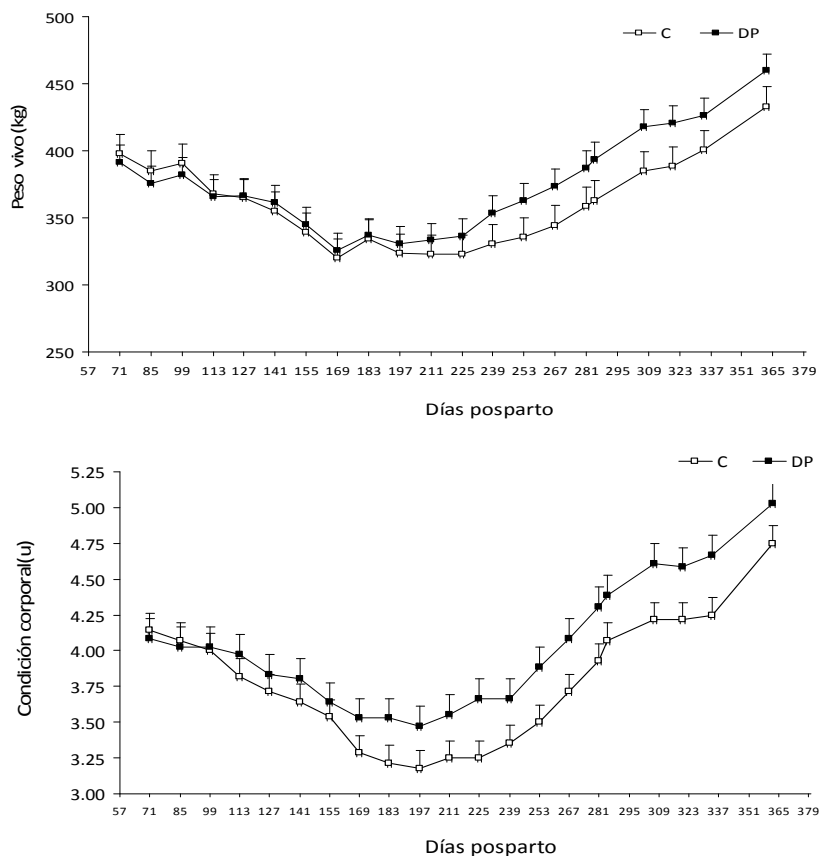 500
C DP
450
400
350
300
250
Peso vivo (kg)
57 71 85 99 113 127 141 155 169 183 197 211 225 239 253 267 281 295 309 323 337 351 365 379
Días posparto
C DP
5.25
5.00
4.75
4.50
4.25
4.00
3.75
3.50
3.25
3.00
Condición corporal(u)
57 71 85 99 113 127 141 155 169 183 197 211 225 239 253 267 281 295 309 323 337 351 365 379
Días posparto